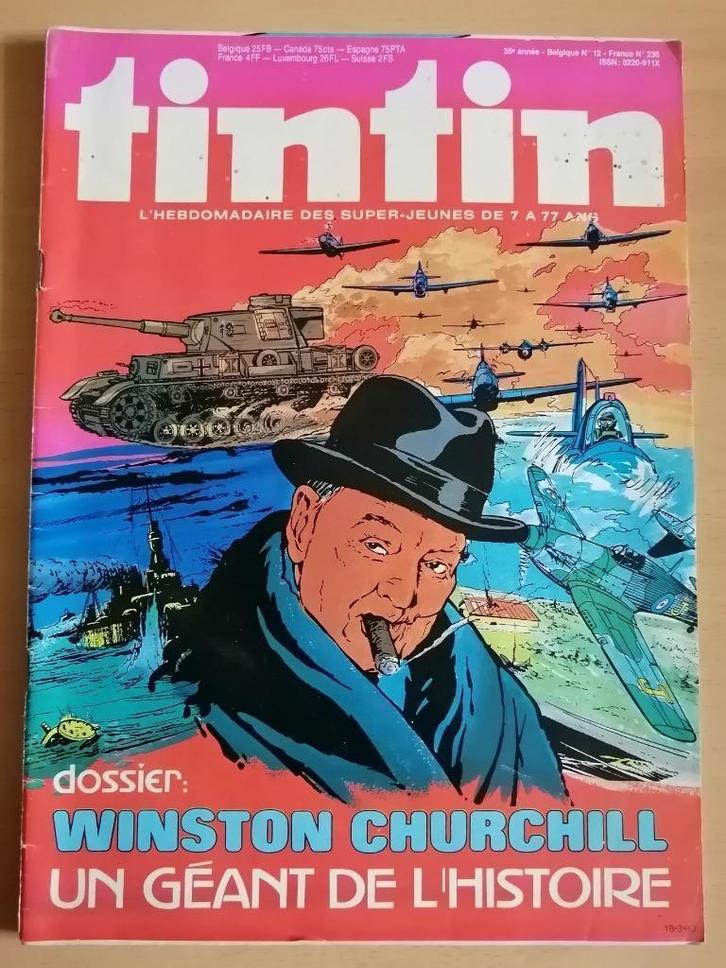 Belgique 25FB — Canada 75cts — Espagne 75PTA
France 4FF — Luxembourg 26FL — Suisse 2FS
35e année - Belgique N° 12 - France N° 236
ISSN: 0220-911X
tintin
L'HEBDOMADAIRE DES SUPER-JEUNES DE 7 A 77 ANS
dossier:
WINSTON CHURCHILL
UN GÉANT DE L'HISTOIRE